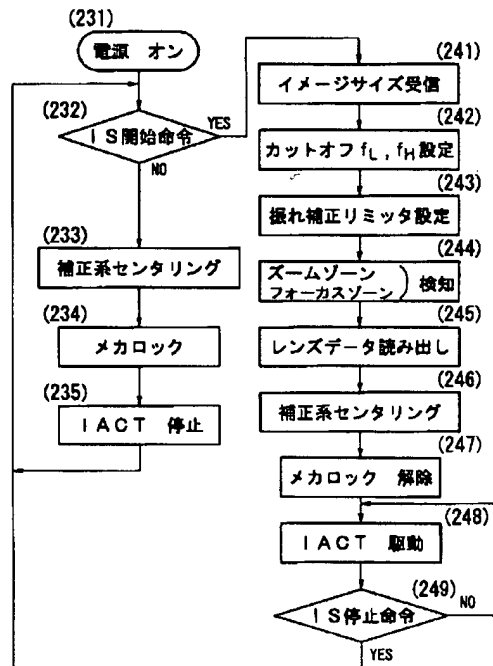 (231)
電源 オン
(232)
IS開始命令
YES
NO
(233)
補正系センタリング
(234)
メカロック
(235)
IACT 停止
(241)
イメージサイズ受信
(242)
カットオフ fL , fH 設定
(243)
振れ補正リミッタ設定
(244)
ズームゾーン
フォーカスゾーン ) 検知
(245)
レンズデータ読み出し
(246)
補正系センタリング
(247)
メカロック 解除
(248)
IACT 駆動
(249)
IS停止命令
NO
YES